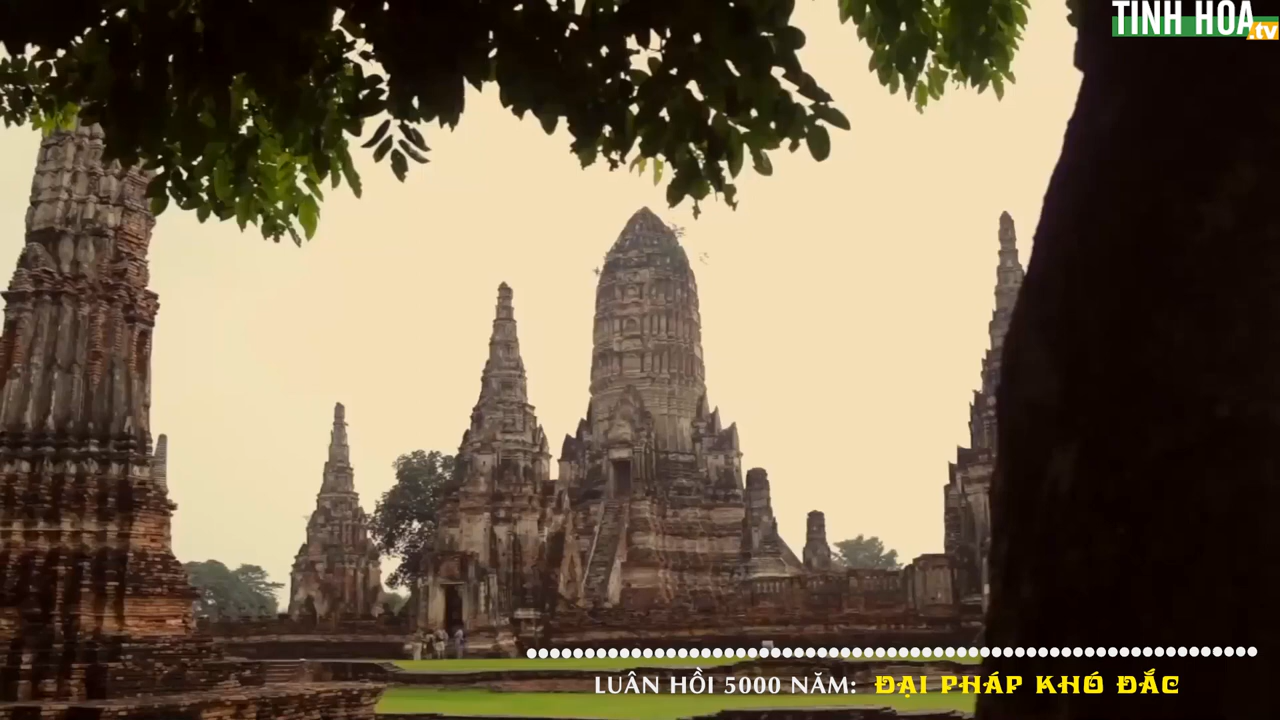 TINH HOA
.tv
LUÂN HỒI 5000 NĂM: ĐẠI PHÁP KHÓ ĐẮC